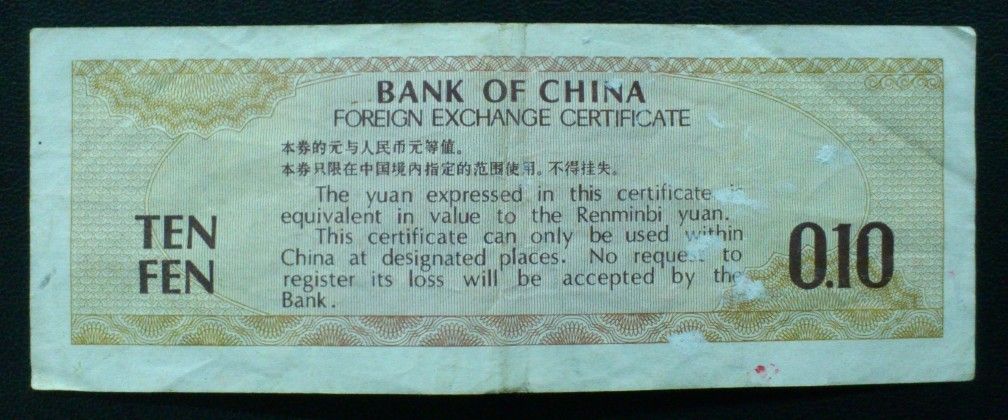 BANK OF CHINA
FOREIGN EXCHANGE CERTIFICATE
本券的元与人民币元等值。
本券只限在中国境内指定的范围使用。不得挂失。
The yuan expressed in this certificate is
equivalent in value to the Renminbi yuan.
This certificate can only be used within
China at designated places. No request to
register its loss will be accepted by the
Bank.
TEN
FEN
0.10